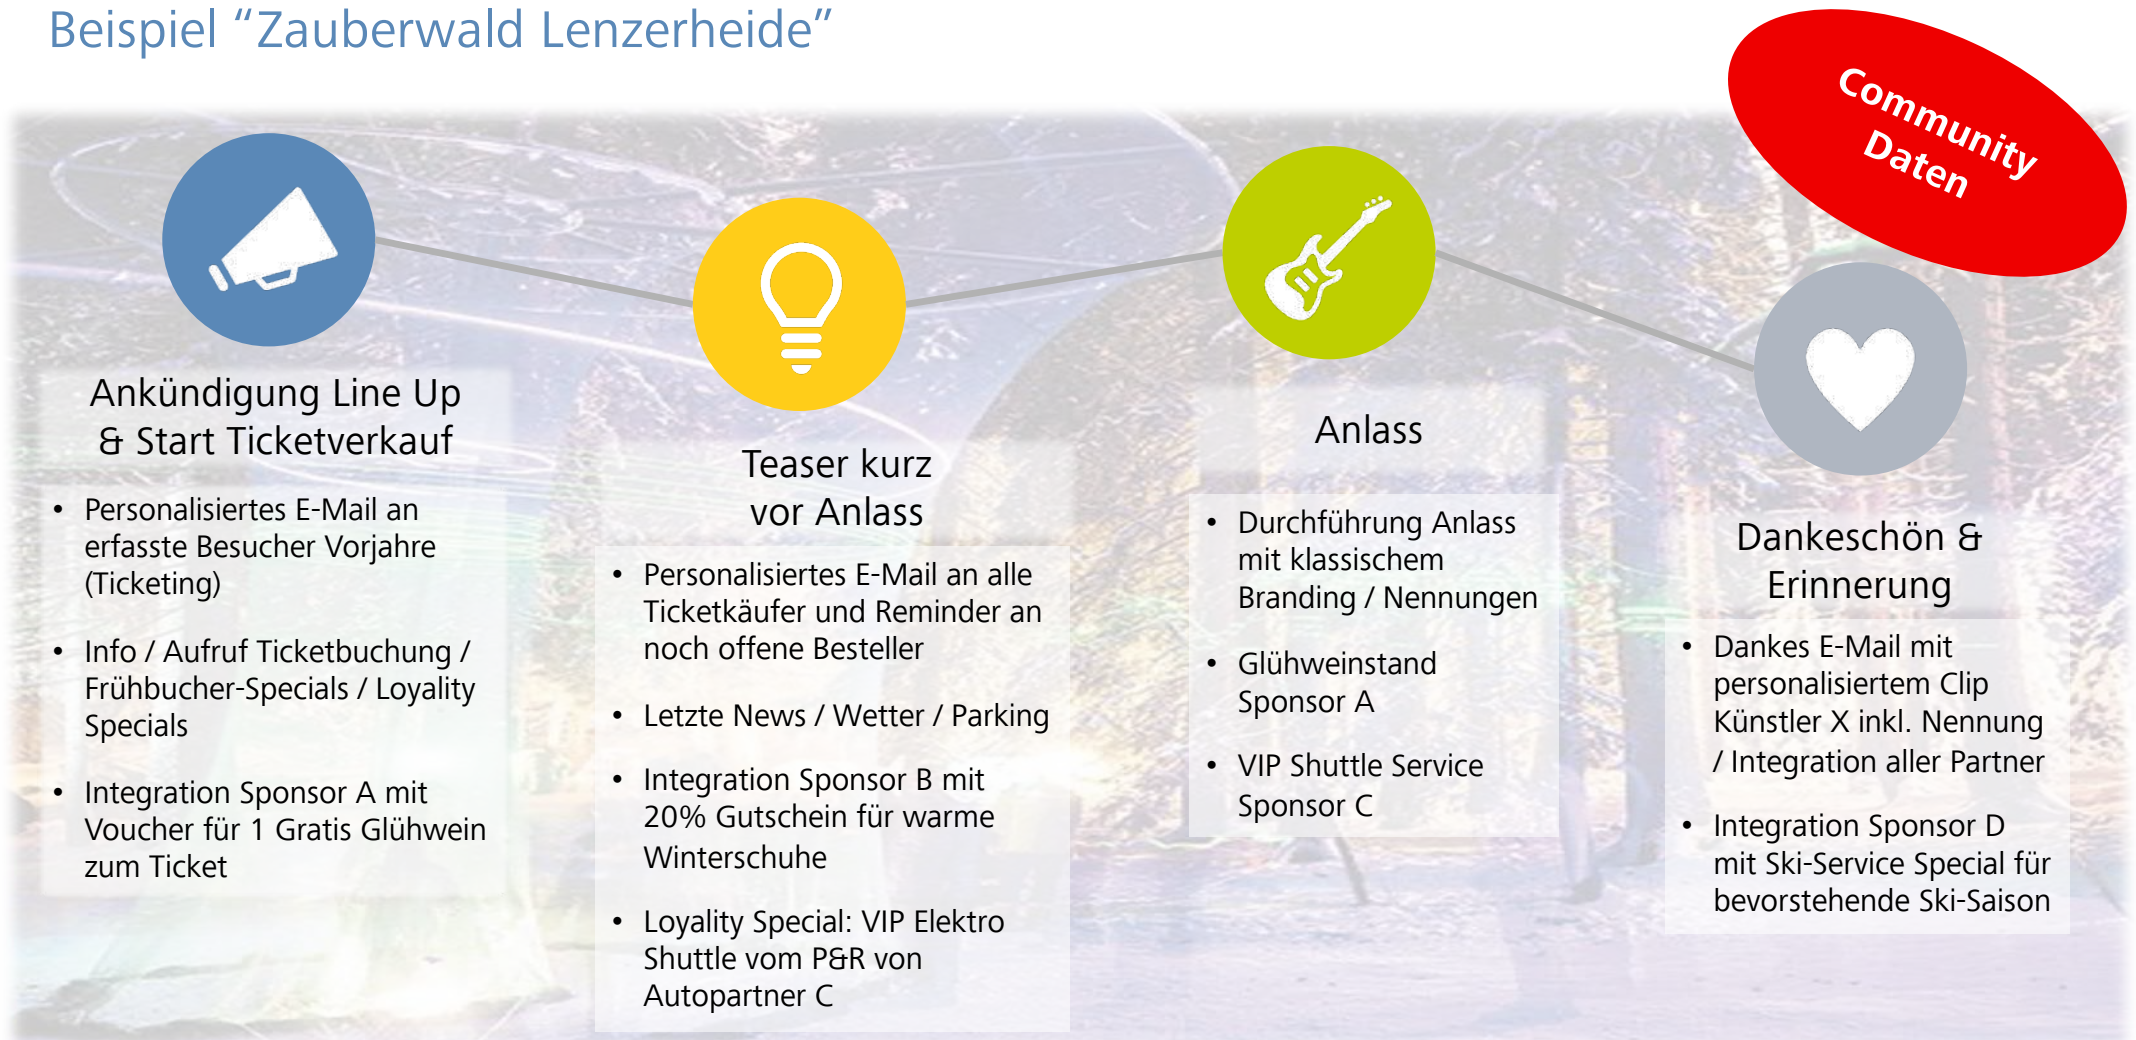 Beispiel “Zauberwald Lenzerheide”
Community
Daten
Ankündigung Line Up
& Start Ticketverkauf
• Personalisiertes E-Mail an
erfasste Besucher Vorjahre
(Ticketing)
• Info / Aufruf Ticketbuchung /
Frühbucher-Specials / Loyality
Specials
• Integration Sponsor A mit
Voucher für 1 Gratis Glühwein
zum Ticket
Teaser kurz
vor Anlass
• Personalisiertes E-Mail an alle
Ticketkäufer und Reminder an
noch offene Besteller
• Letzte News / Wetter / Parking
• Integration Sponsor B mit
20% Gutschein für warme
Winterschuhe
• Loyality Special: VIP Elektro
Shuttle vom P&R von
Autopartner C
Anlass
• Durchführung Anlass
mit klassischem
Branding / Nennungen
• Glühweinstand
Sponsor A
• VIP Shuttle Service
Sponsor C
Dankeschön &
Erinnerung
• Dankes E-Mail mit
personalisiertem Clip
Künstler X inkl. Nennung
/ Integration aller Partner
• Integration Sponsor D
mit Ski-Service Special für
bevorstehende Ski-Saison